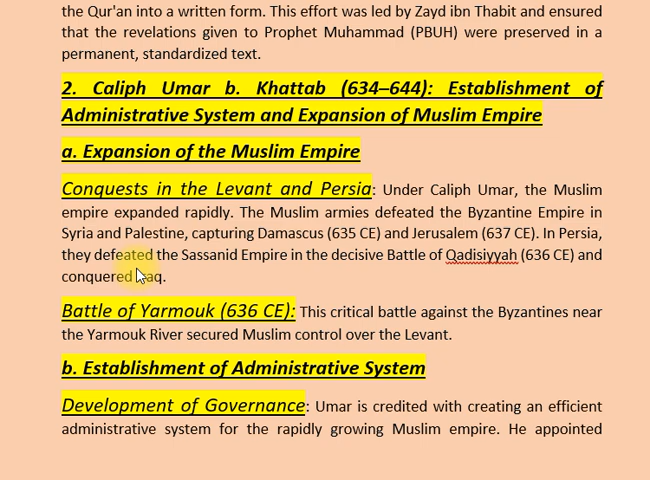 the Qur'an into a written form. This effort was led by Zayd ibn Thabit and ensured
that the revelations given to Prophet Muhammad (PBUH) were preserved in a
permanent, standardized text.
2. Caliph Umar b. Khattab (634–644): Establishment of
Administrative System and Expansion of Muslim Empire
a. Expansion of the Muslim Empire
Conquests in the Levant and Persia: Under Caliph Umar, the Muslim
empire expanded rapidly. The Muslim armies defeated the Byzantine Empire in
Syria and Palestine, capturing Damascus (635 CE) and Jerusalem (637 CE). In Persia,
they defeated the Sassanid Empire in the decisive Battle of Qadisiyyah (636 CE) and
conquered Iraq.
Battle of Yarmouk (636 CE): This critical battle against the Byzantines near
the Yarmouk River secured Muslim control over the Levant.
b. Establishment of Administrative System
Development of Governance: Umar is credited with creating an efficient
administrative system for the rapidly growing Muslim empire. He appointed